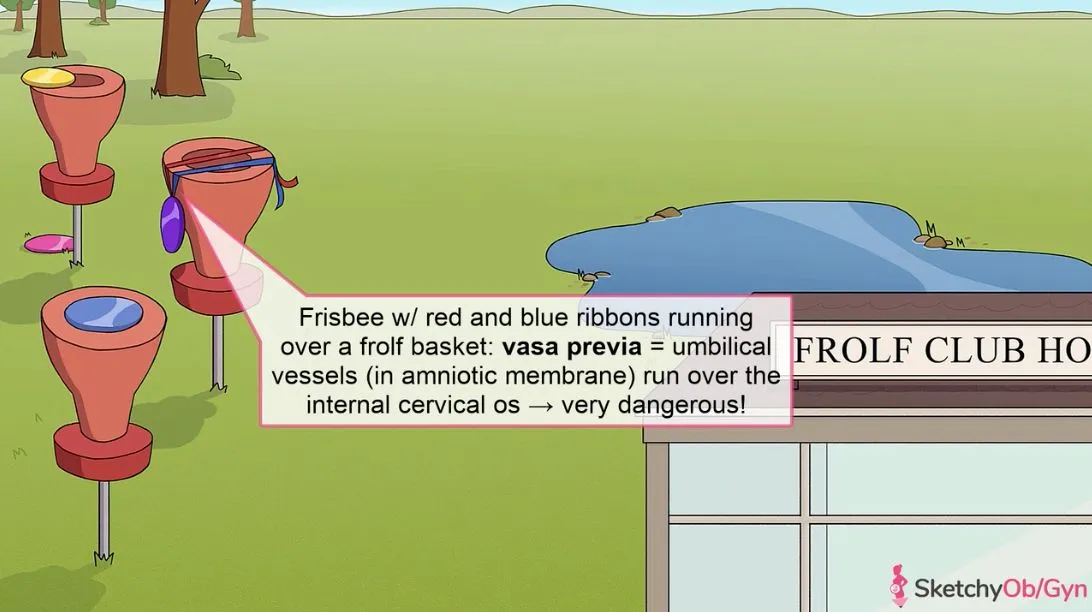 Frisbee w/ red and blue ribbons running
over a frolf basket: vasa previa = umbilical
vessels (in amniotic membrane) run over the
internal cervical os → very dangerous!
FROLF CLUB HO
SketchyOb/Gyn